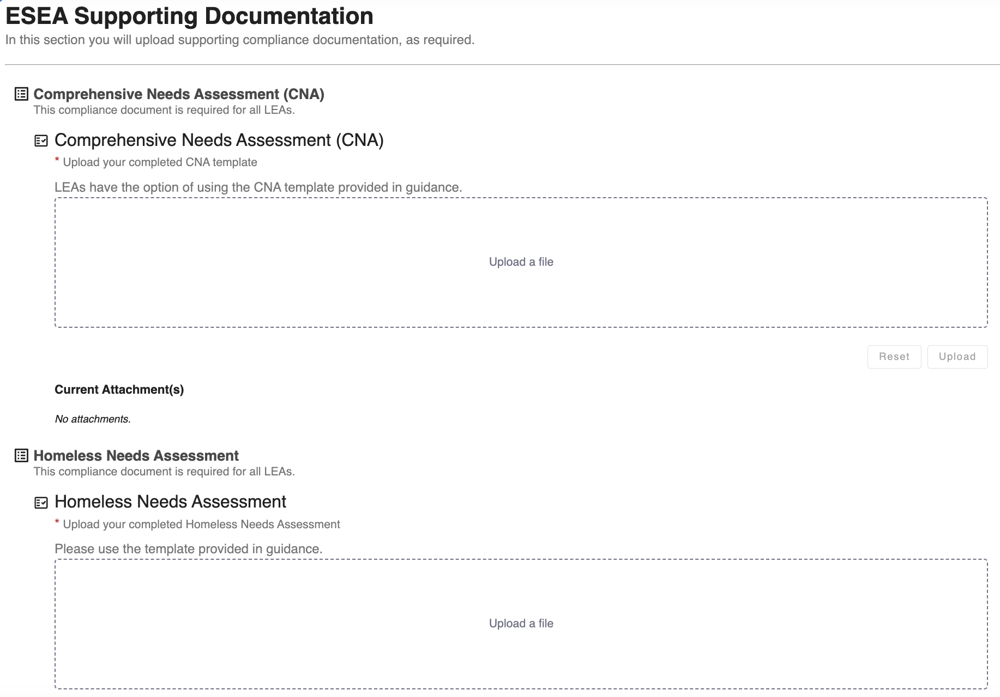 ESEA Supporting Documentation
In this section you will upload supporting compliance documentation, as required.
Comprehensive Needs Assessment (CNA)
This compliance document is required for all LEAs.
Comprehensive Needs Assessment (CNA)
* Upload your completed CNA template
LEAs have the option of using the CNA template provided in guidance.
Upload a file
Reset Upload
Current Attachment(s)
No attachments.
Homeless Needs Assessment
This compliance document is required for all LEAs.
Homeless Needs Assessment
* Upload your completed Homeless Needs Assessment
Please use the template provided in guidance.
Upload a file